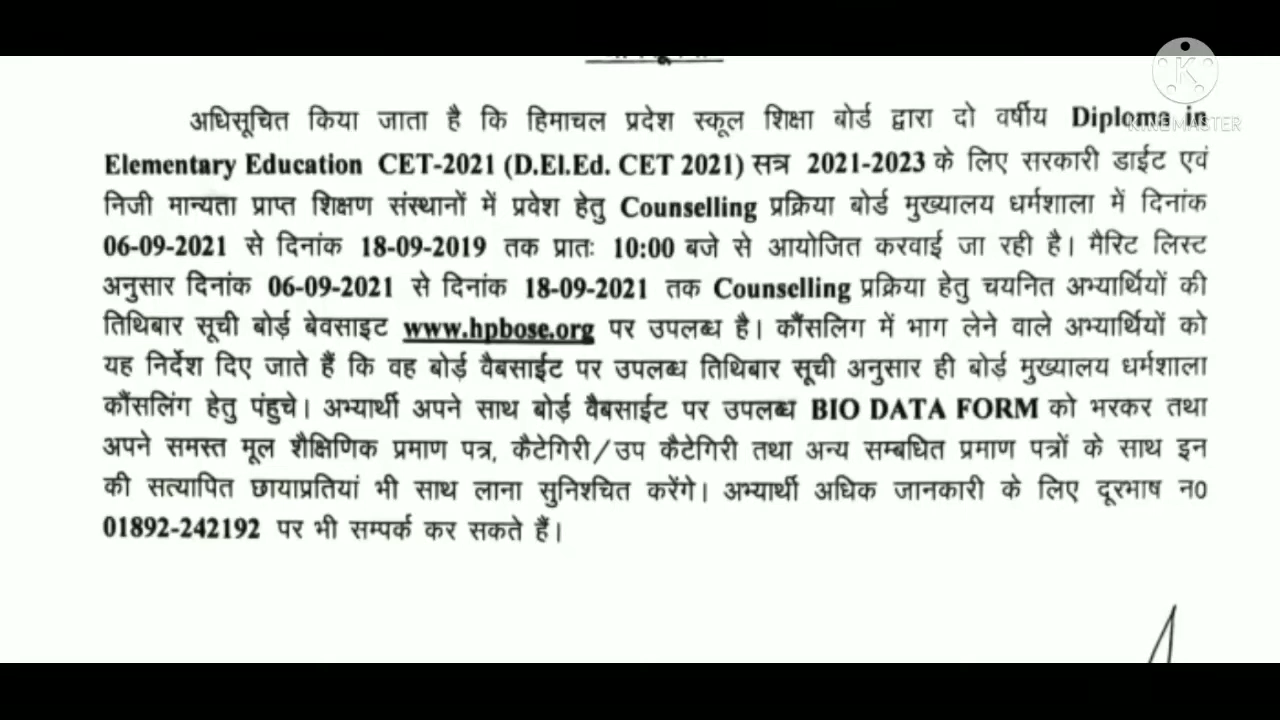 KINEMASTER
अधिसूचित किया जाता है कि हिमाचल प्रदेश स्कूल शिक्षा बोर्ड द्वारा दो वर्षीय Diploma in
Elementary Education CET-2021 (D.El.Ed. CET 2021) सत्र 2021-2023 के लिए सरकारी डाईट एवं
निजी मान्यता प्राप्त शिक्षण संस्थानों में प्रवेश हेतु Counselling प्रक्रिया बोर्ड मुख्यालय धर्मशाला में दिनांक
06-09-2021 से दिनांक 18-09-2019 तक प्रातः 10:00 बजे से आयोजित करवाई जा रही है। मैरिट लिस्ट
अनुसार दिनांक 06-09-2021 से दिनांक 18-09-2021 तक Counselling प्रक्रिया हेतु चयनित अभ्यार्थियों की
तिथिबार सूची बोर्ड बेवसाइट www.hpbose.org पर उपलब्ध है। कौंसलिग में भाग लेने वाले अभ्यार्थियों को
यह निर्देश दिए जाते हैं कि वह बोर्ड वैबसाईट पर उपलब्ध तिथिबार सूची अनुसार ही बोर्ड मुख्यालय धर्मशाला
कौंसलिंग हेतु पंहुचे। अभ्यार्थी अपने साथ बोर्ड वैबसाईट पर उपलब्ध BIO DATA FORM को भरकर तथा
अपने समस्त मूल शैक्षिणिक प्रमाण पत्र, कैटेगिरी/उप कैटेगिरी तथा अन्य सम्बधित प्रमाण पत्रों के साथ इन
की सत्यापित छायाप्रतियां भी साथ लाना सुनिश्चित करेंगे। अभ्यार्थी अधिक जानकारी के लिए दूरभाष न0
01892-242192 पर भी सम्पर्क कर सकते हैं।